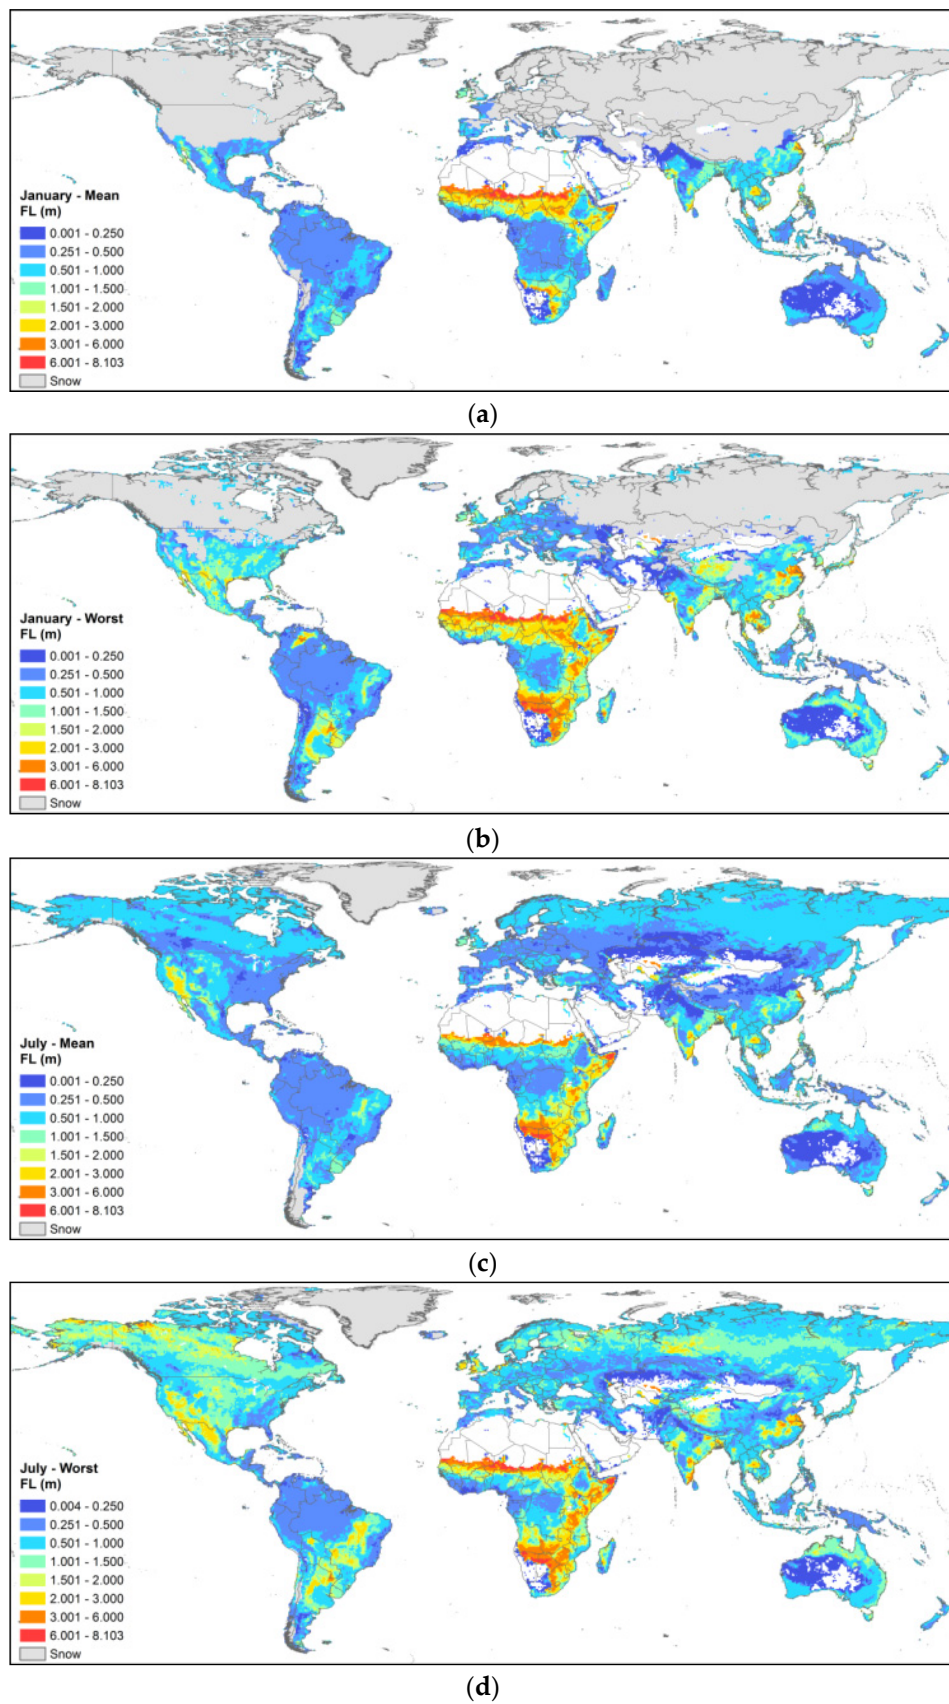 January - Mean
FL (m)
0.001 - 0.250
0.251 - 0.500
0.501 - 1.000
1.001 - 1.500
1.501 - 2.000
2.001 - 3.000
3.001 - 6.000
6.001 - 8.103
Snow
(a)
January - Worst
FL (m)
0.001 - 0.250
0.251 - 0.500
0.501 - 1.000
1.001 - 1.500
1.501 - 2.000
2.001 - 3.000
3.001 - 6.000
6.001 - 8.103
Snow
(b)
July - Mean
FL (m)
0.001 - 0.250
0.251 - 0.500
0.501 - 1.000
1.001 - 1.500
1.501 - 2.000
2.001 - 3.000
3.001 - 6.000
6.001 - 8.103
Snow
(c)
July - Worst
FL (m)
0.004 - 0.250
0.251 - 0.500
0.501 - 1.000
1.001 - 1.500
1.501 - 2.000
2.001 - 3.000
3.001 - 6.000
6.001 - 8.103
Snow
(d)